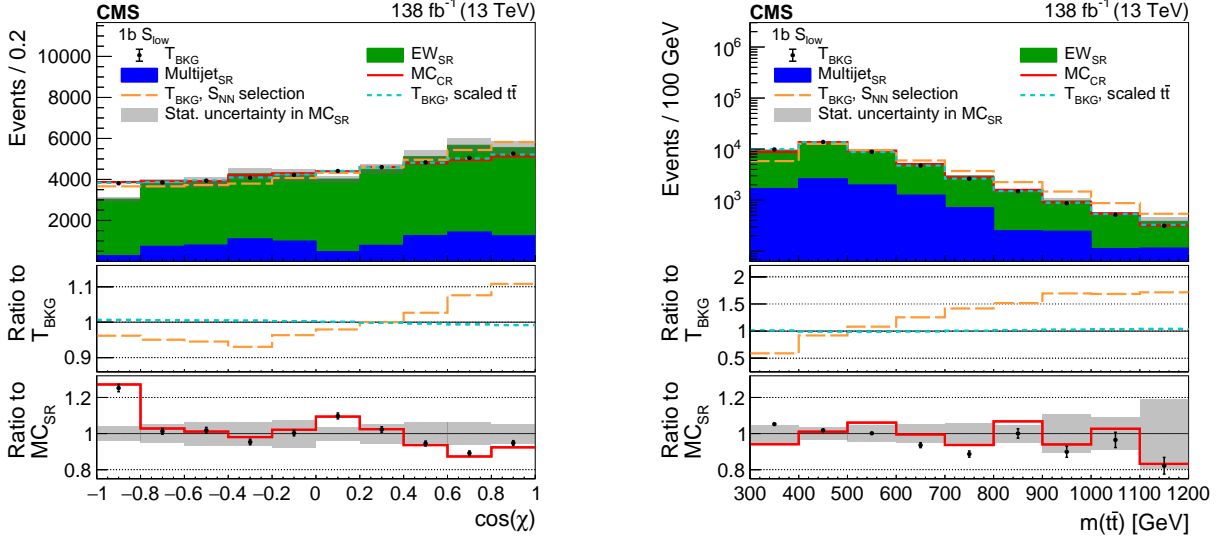 CMS 138 fb⁻¹ (13 TeV)
1b S_low
T_BKG
EW_SR
Multijet_SR
MC_CR
T_BKG, S_NN selection
T_BKG, scaled tt̄
Stat. uncertainty in MC_SR
Events / 0.2
10000
8000
6000
4000
2000
Ratio to T_BKG
1.1
1
0.9
Ratio to MC_SR
1.2
1
0.8
−1 −0.8 −0.6 −0.4 −0.2 0 0.2 0.4 0.6 0.8 1
cos(χ)
CMS 138 fb⁻¹ (13 TeV)
1b S_low
T_BKG
EW_SR
Multijet_SR
MC_CR
T_BKG, S_NN selection
T_BKG, scaled tt̄
Stat. uncertainty in MC_SR
Events / 100 GeV
10⁶
10⁵
10⁴
10³
10²
Ratio to T_BKG
2
1.5
1
0.5
Ratio to MC_SR
1.2
1
0.8
300 400 500 600 700 800 900 1000 1100 1200
m(tt̄) [GeV]